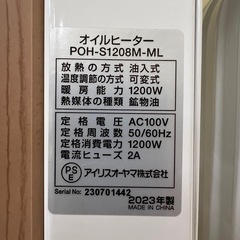 オイルヒーター
POH-S1208M-ML
放熱の方式 油入式
温度調節の方式 可変式
暖房能力 1200W
熱媒体の種類 鉱物油
定格電圧 AC100V
定格周波数 50/60Hz
定格消費電力 1200W
電流ヒューズ 2A
PSE アイリスオーヤマ株式会社
Serial No: 230701442
2023年製
MADE IN CHINA